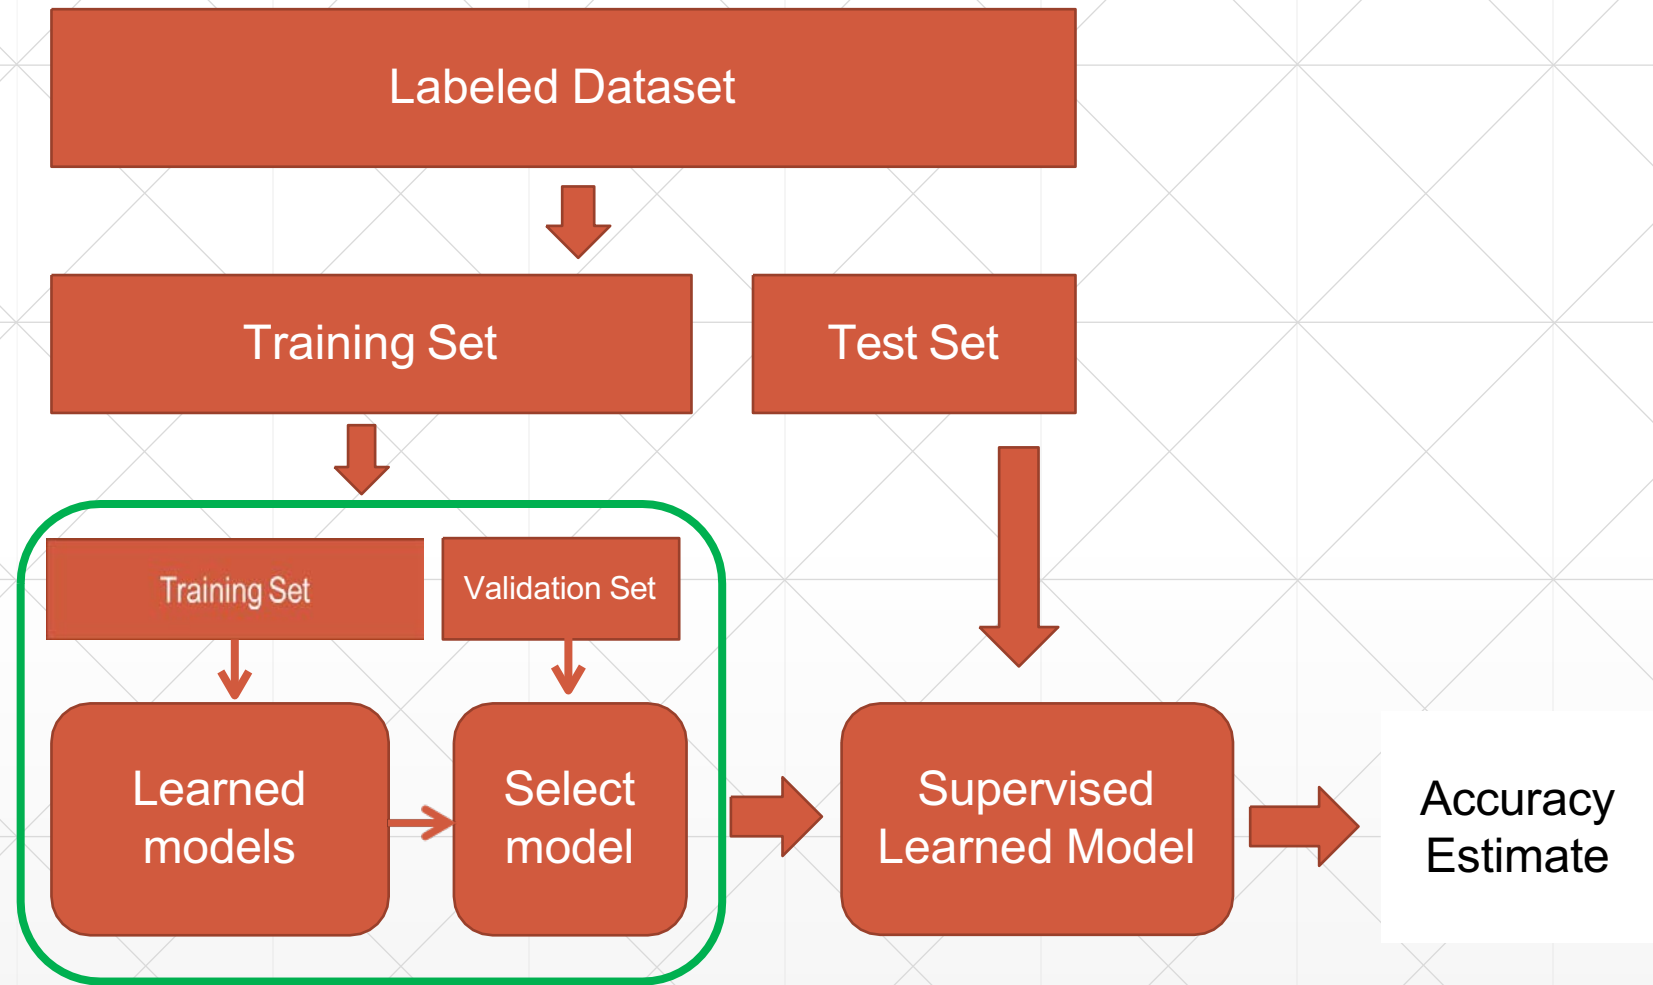 Labeled Dataset
Training Set
Test Set
Training Set
Validation Set
Learned
models
Select
model
Supervised
Learned Model
Accuracy
Estimate